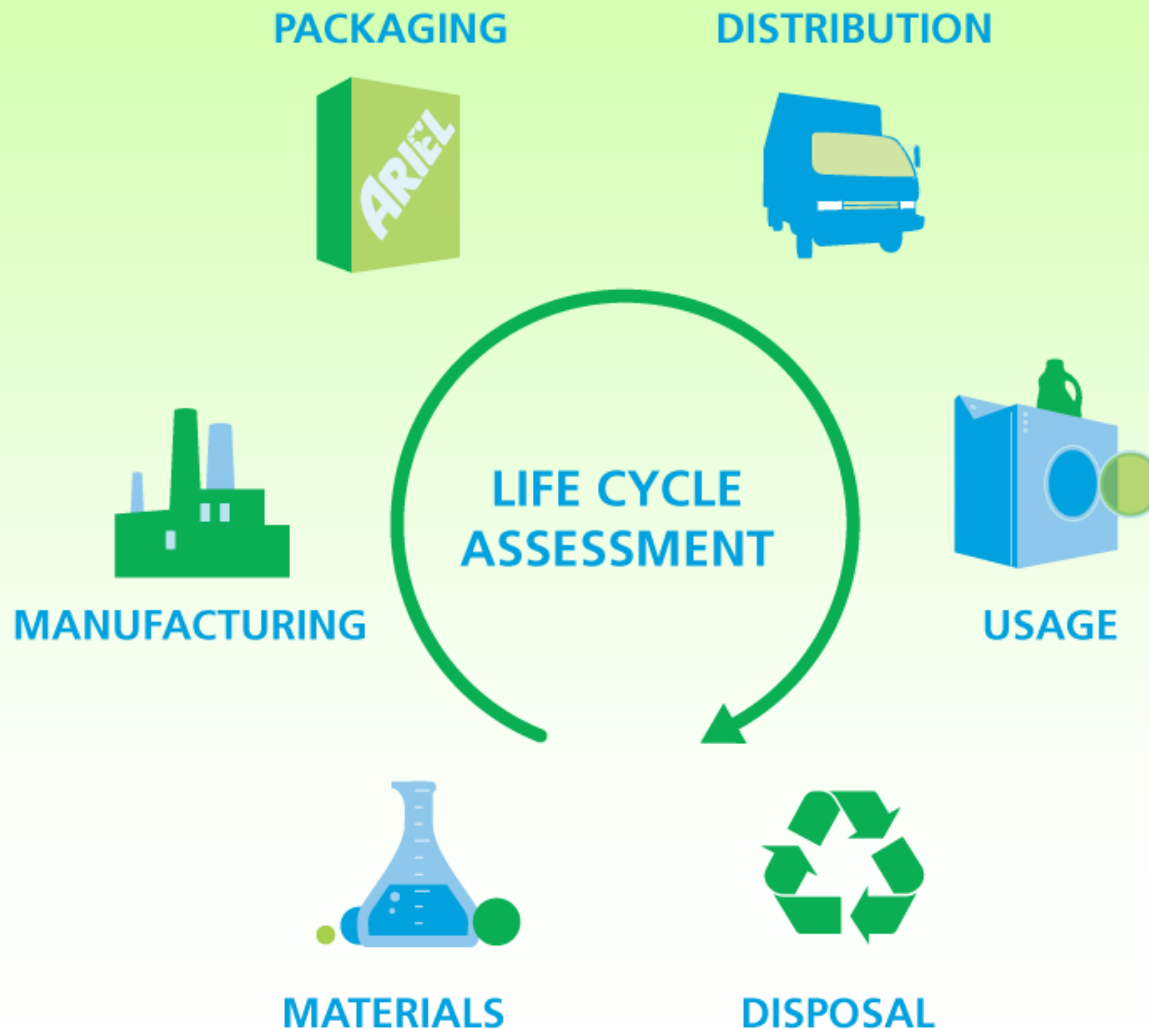 PACKAGING
DISTRIBUTION
ARIEL
LIFE CYCLE
ASSESSMENT
MANUFACTURING
USAGE
MATERIALS
DISPOSAL